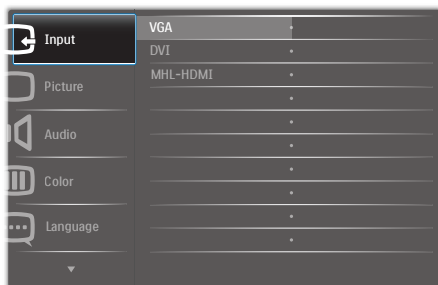 Input
Picture
Audio
Color
Language
VGA
DVI
MHL-HDMI